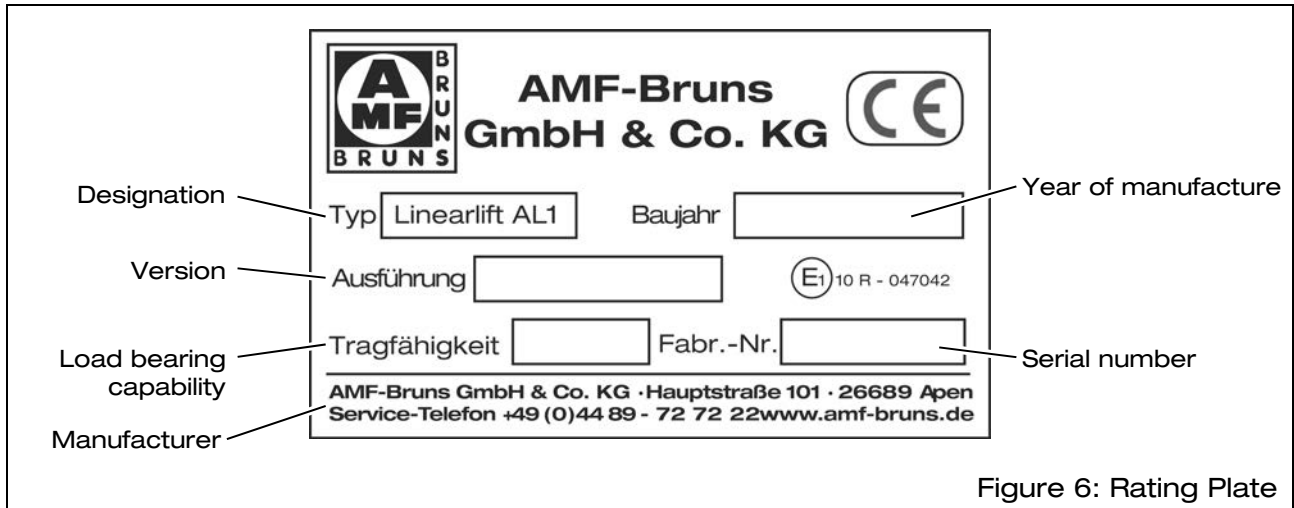 A
MF
BRUNS
BRUNS
AMF-Bruns
GmbH & Co. KG
CE
Designation
Typ Linearlift AL1 Baujahr
Year of manufacture
Version
Ausführung
E1 10 R - 047042
Load bearing
capability
Tragfähigkeit Fabr.-Nr.
Serial number
Manufacturer
AMF-Bruns GmbH & Co. KG ·Hauptstraße 101 · 26689 Apen
Service-Telefon +49 (0)44 89 - 72 72 22www.amf-bruns.de
Figure 6: Rating Plate